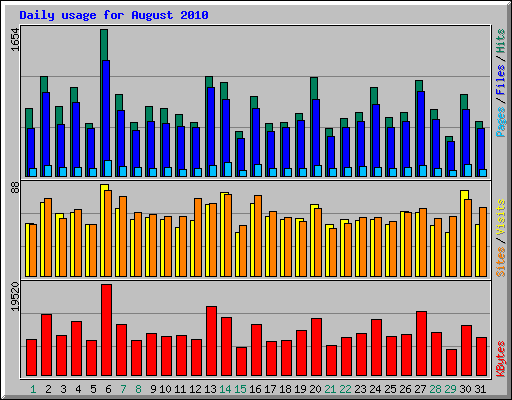 Daily usage for August 2010
1654
Pages / Files / Hits
88
Sites / Visits
19520
KBytes
1 2 3 4 5 6 7 8 9 10 11 12 13 14 15 16 17 18 19 20 21 22 23 24 25 26 27 28 29 30 31